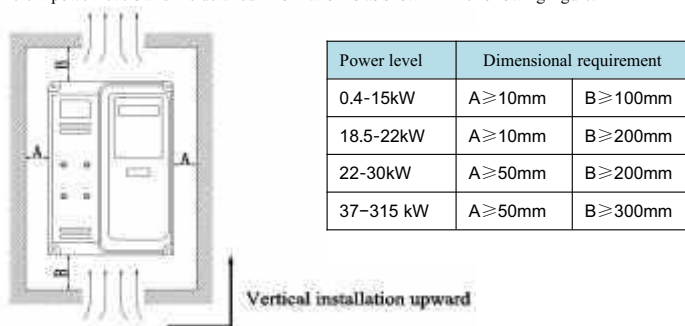 Power level Dimensional requirement
0.4-15kW A≥10mm B≥100mm
18.5-22kW A≥10mm B≥200mm
22-30kW A≥50mm B≥200mm
37−315 kW A≥50mm B≥300mm
B
A A
B
Vertical installation upward